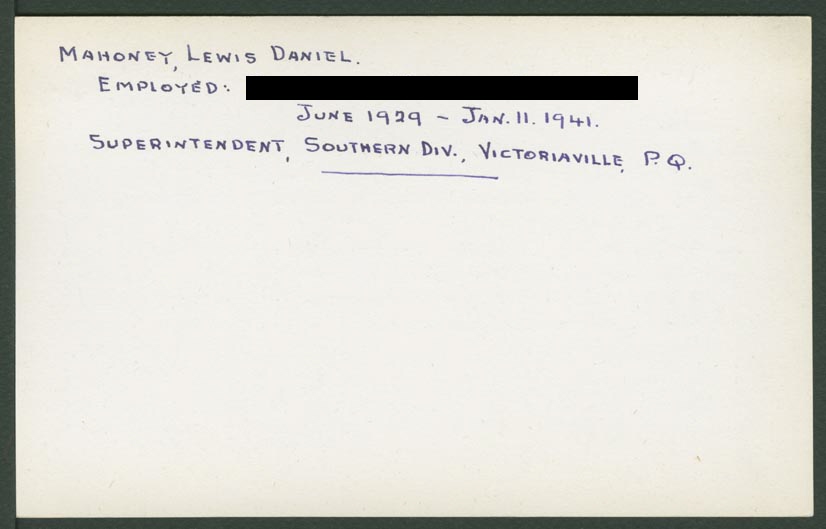 MAHONEY, LEWIS DANIEL.
EMPLOYED:
JUNE 1929 - JAN. 11. 1941.
SUPERINTENDENT, SOUTHERN DIV., VICTORIAVILLE, P.Q.